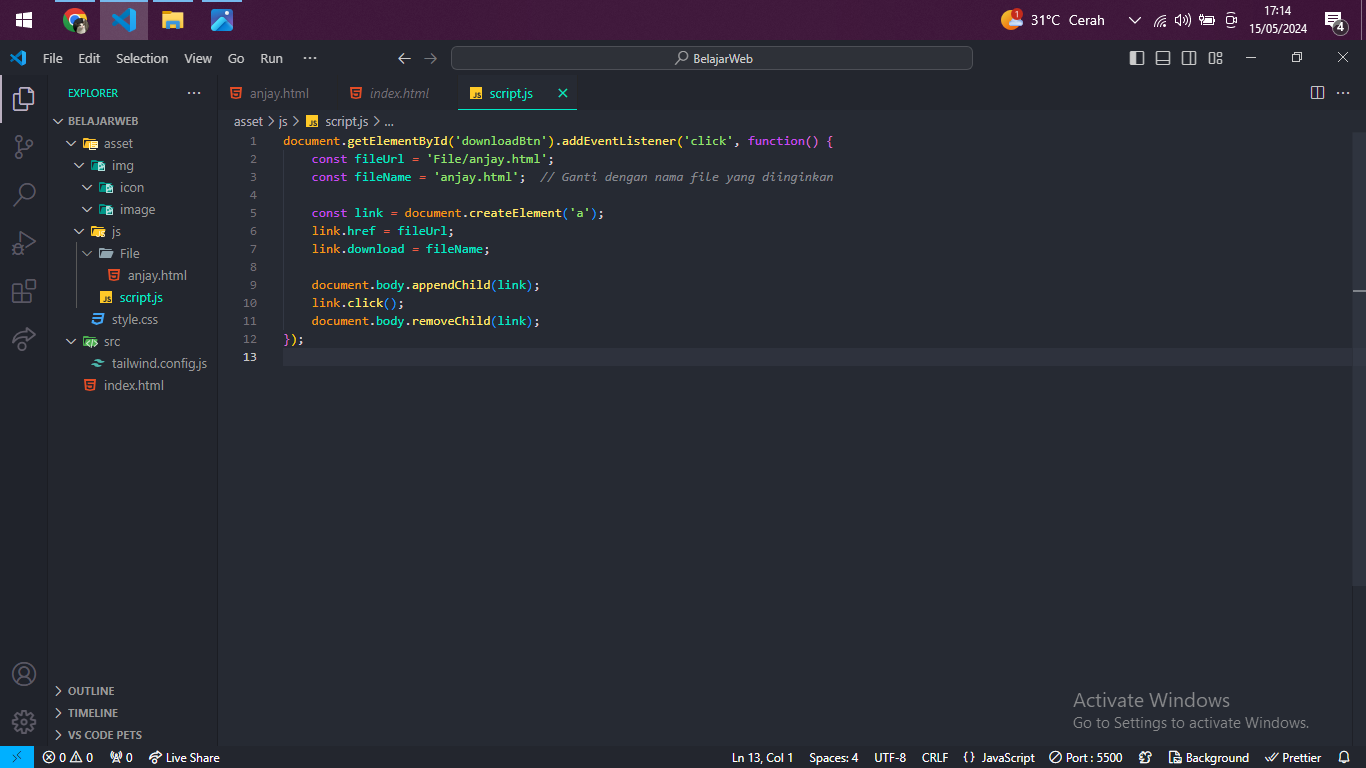 31°C Cerah
17:14
15/05/2024
4
1
File Edit Selection View Go Run ···
BelajarWeb
EXPLORER ···
anjay.html
index.html
script.js
BELAJARWEB
asset
img
icon
image
js
File
anjay.html
script.js
style.css
src
tailwind.config.js
index.html
asset > js > JS script.js > ...
1 document.getElementById('downloadBtn').addEventListener('click', function() {
2 const fileUrl = 'File/anjay.html';
3 const fileName = 'anjay.html';  // Ganti dengan nama file yang diinginkan
4
5 const link = document.createElement('a');
6 link.href = fileUrl;
7 link.download = fileName;
8
9 document.body.appendChild(link);
10 link.click();
11 document.body.removeChild(link);
12 });
13
OUTLINE
TIMELINE
VS CODE PETS
Activate Windows
Go to Settings to activate Windows.
0 0 0 Live Share
Ln 13, Col 1 Spaces: 4 UTF-8 CRLF {} JavaScript Port : 5500 Background Prettier